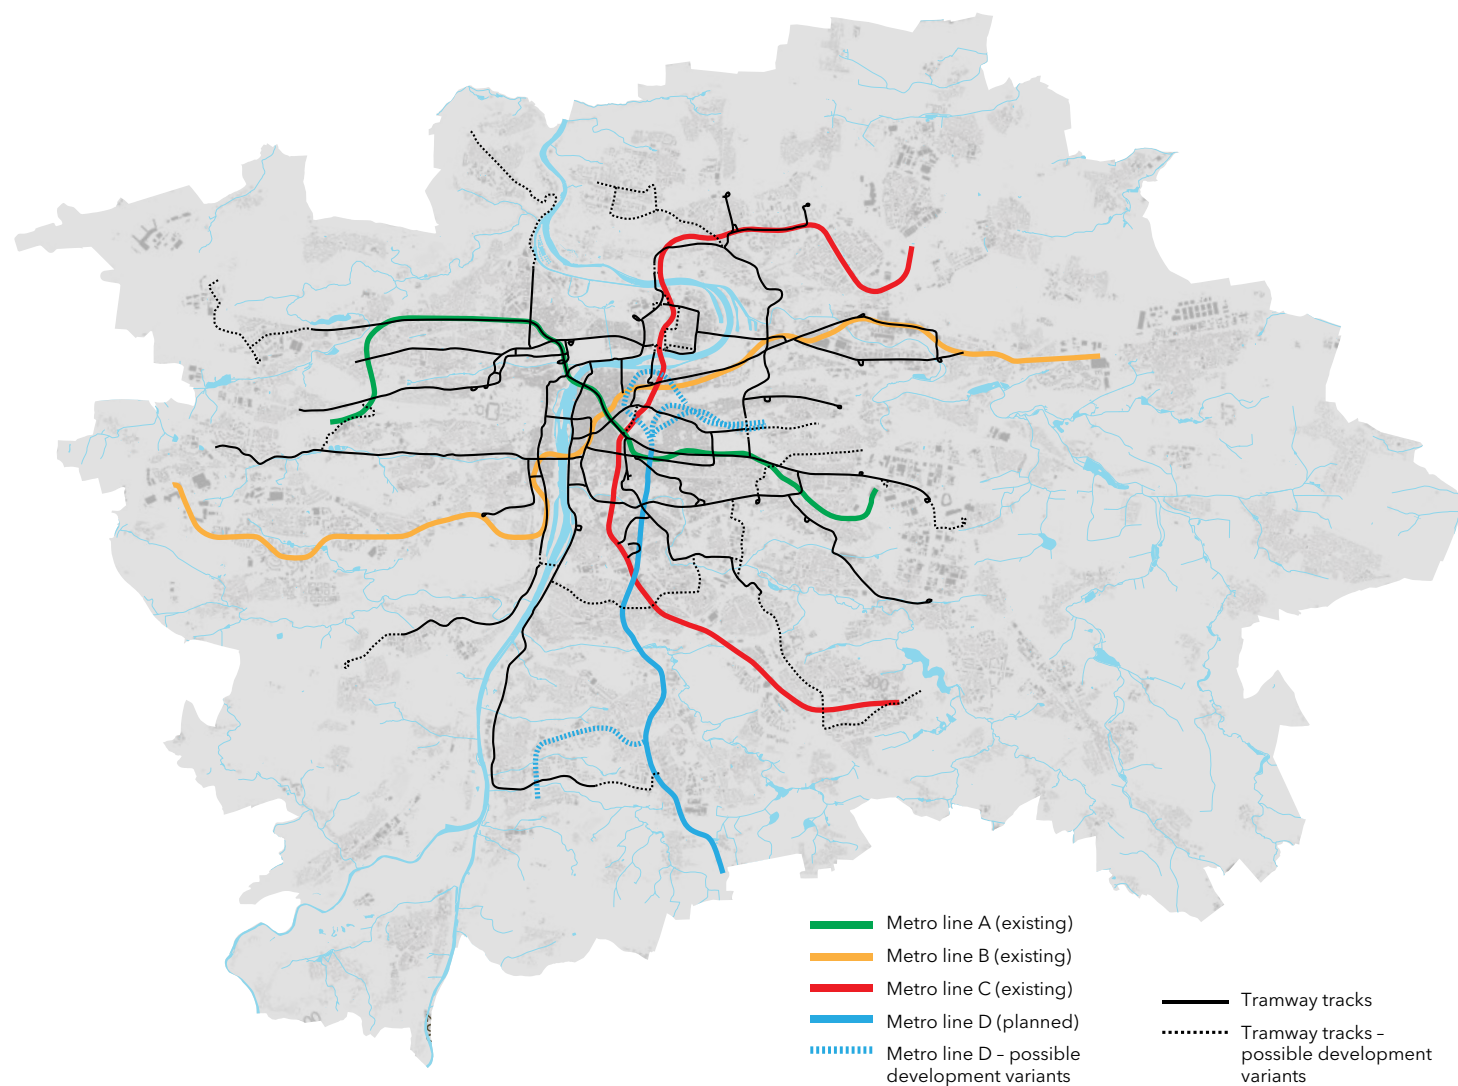 Metro line A (existing)
Metro line B (existing)
Metro line C (existing)
Metro line D (planned)
Metro line D – possible
development variants
Tramway tracks
Tramway tracks –
possible development
variants